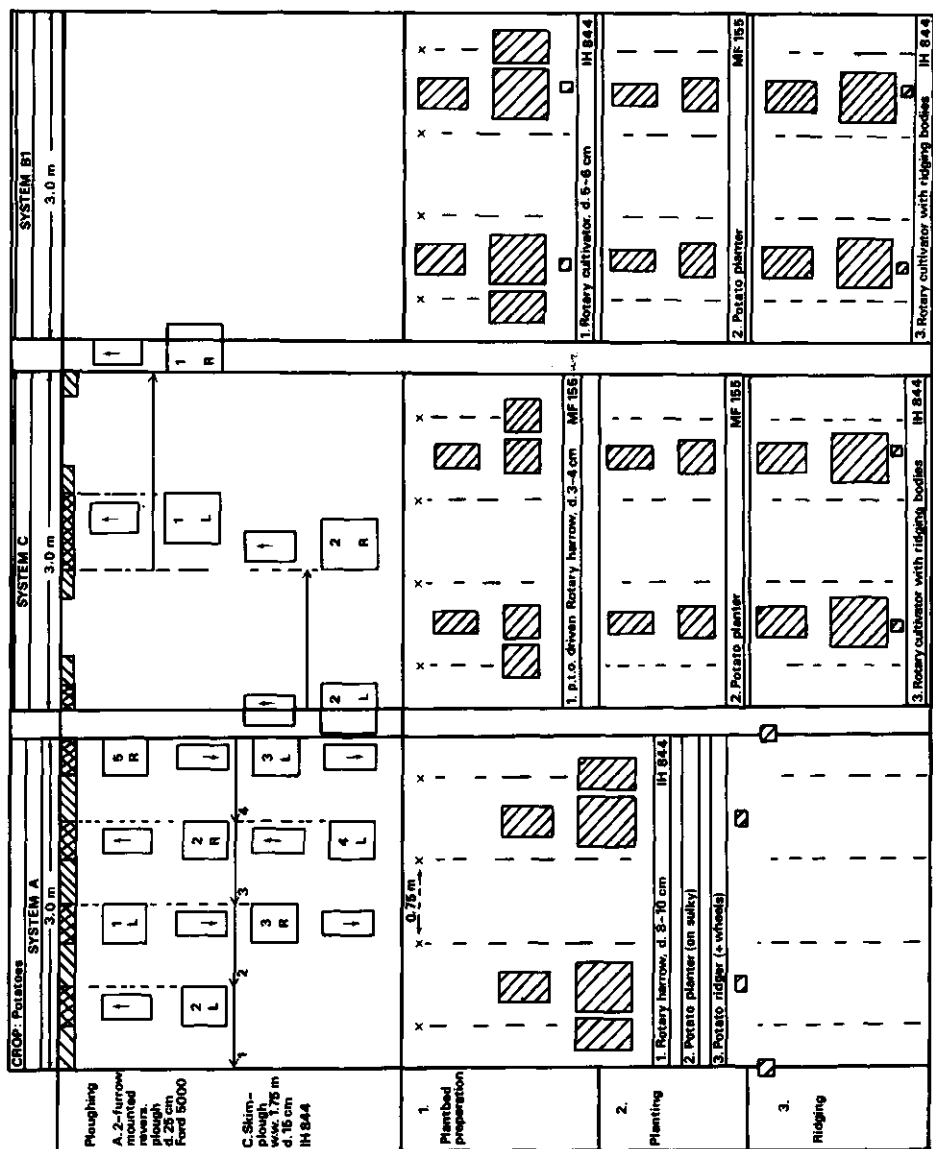 CROP: Potatoes
SYSTEM A
SYSTEM C
SYSTEM B1
3.0 m
3.0 m
3.0 m
Ploughing
A. 2-furrow
mounted
revers.
plough
d. 25 cm
Ford 5000
2
L
1
L
2
R
5
R
1
L
1
R
1
2
3
4
C. Skim-
plough
w.w. 1.75 m
d. 15 cm
IH 844
3
R
4
L
3
L
2
L
2
R
1.
Plantbed
preparation
0.75 m
1. Rotary harrow, d. 8-10 cm IH 844
2. Potato planter (on sulky)
3. Potato ridger (+ wheels)
1. p.t.o. driven Rotary harrow, d. 3-4 cm MF 155
1. Rotary cultivator, d. 5-6 cm IH 844
2.
Planting
2. Potato planter MF 155
2. Potato planter MF 155
3.
Ridging
3. Rotary cultivator with ridging bodies IH 844
3. Rotary cultivator with ridging bodies IH 844